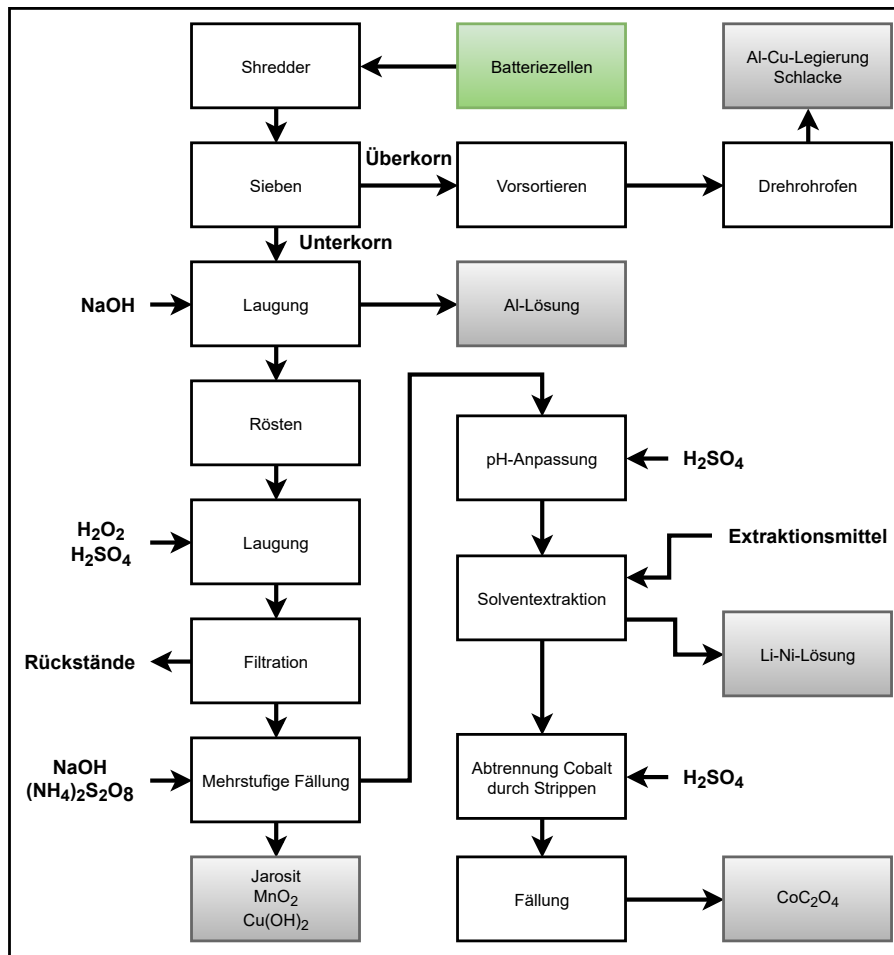 Shredder
Batteriezellen
Al-Cu-Legierung
Schlacke
Sieben
Überkorn
Vorsortieren
Drehrohrofen
Unterkorn
NaOH
Laugung
Al-Lösung
Rösten
pH-Anpassung
H₂SO₄
H₂O₂
H₂SO₄
Laugung
Extraktionsmittel
Solventextraktion
Rückstände
Filtration
Li-Ni-Lösung
NaOH
(NH₄)₂S₂O₈
Mehrstufige Fällung
Abtrennung Cobalt
durch Strippen
H₂SO₄
Jarosit
MnO₂
Cu(OH)₂
Fällung
CoC₂O₄